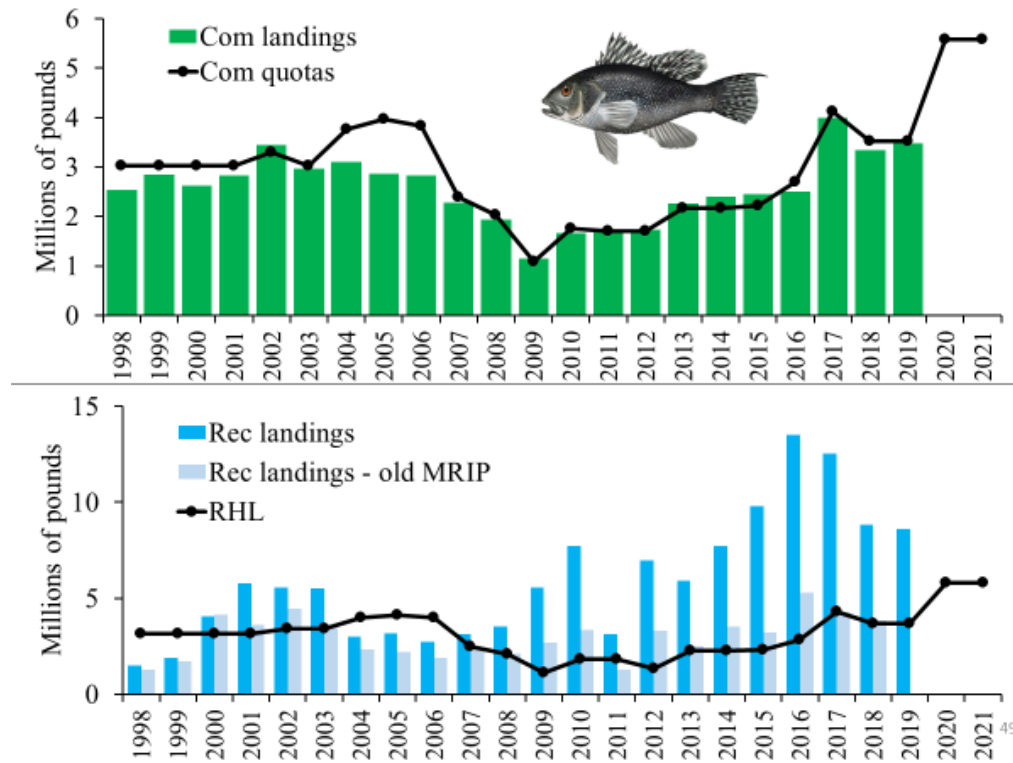 6
5
4
3
2
1
0
Millions of pounds
Com landings
Com quotas
1998 1999 2000 2001 2002 2003 2004 2005 2006 2007 2008 2009 2010 2011 2012 2013 2014 2015 2016 2017 2018 2019 2020 2021
15
10
5
0
Millions of pounds
Rec landings
Rec landings - old MRIP
RHL
1998 1999 2000 2001 2002 2003 2004 2005 2006 2007 2008 2009 2010 2011 2012 2013 2014 2015 2016 2017 2018 2019 2020 2021
49